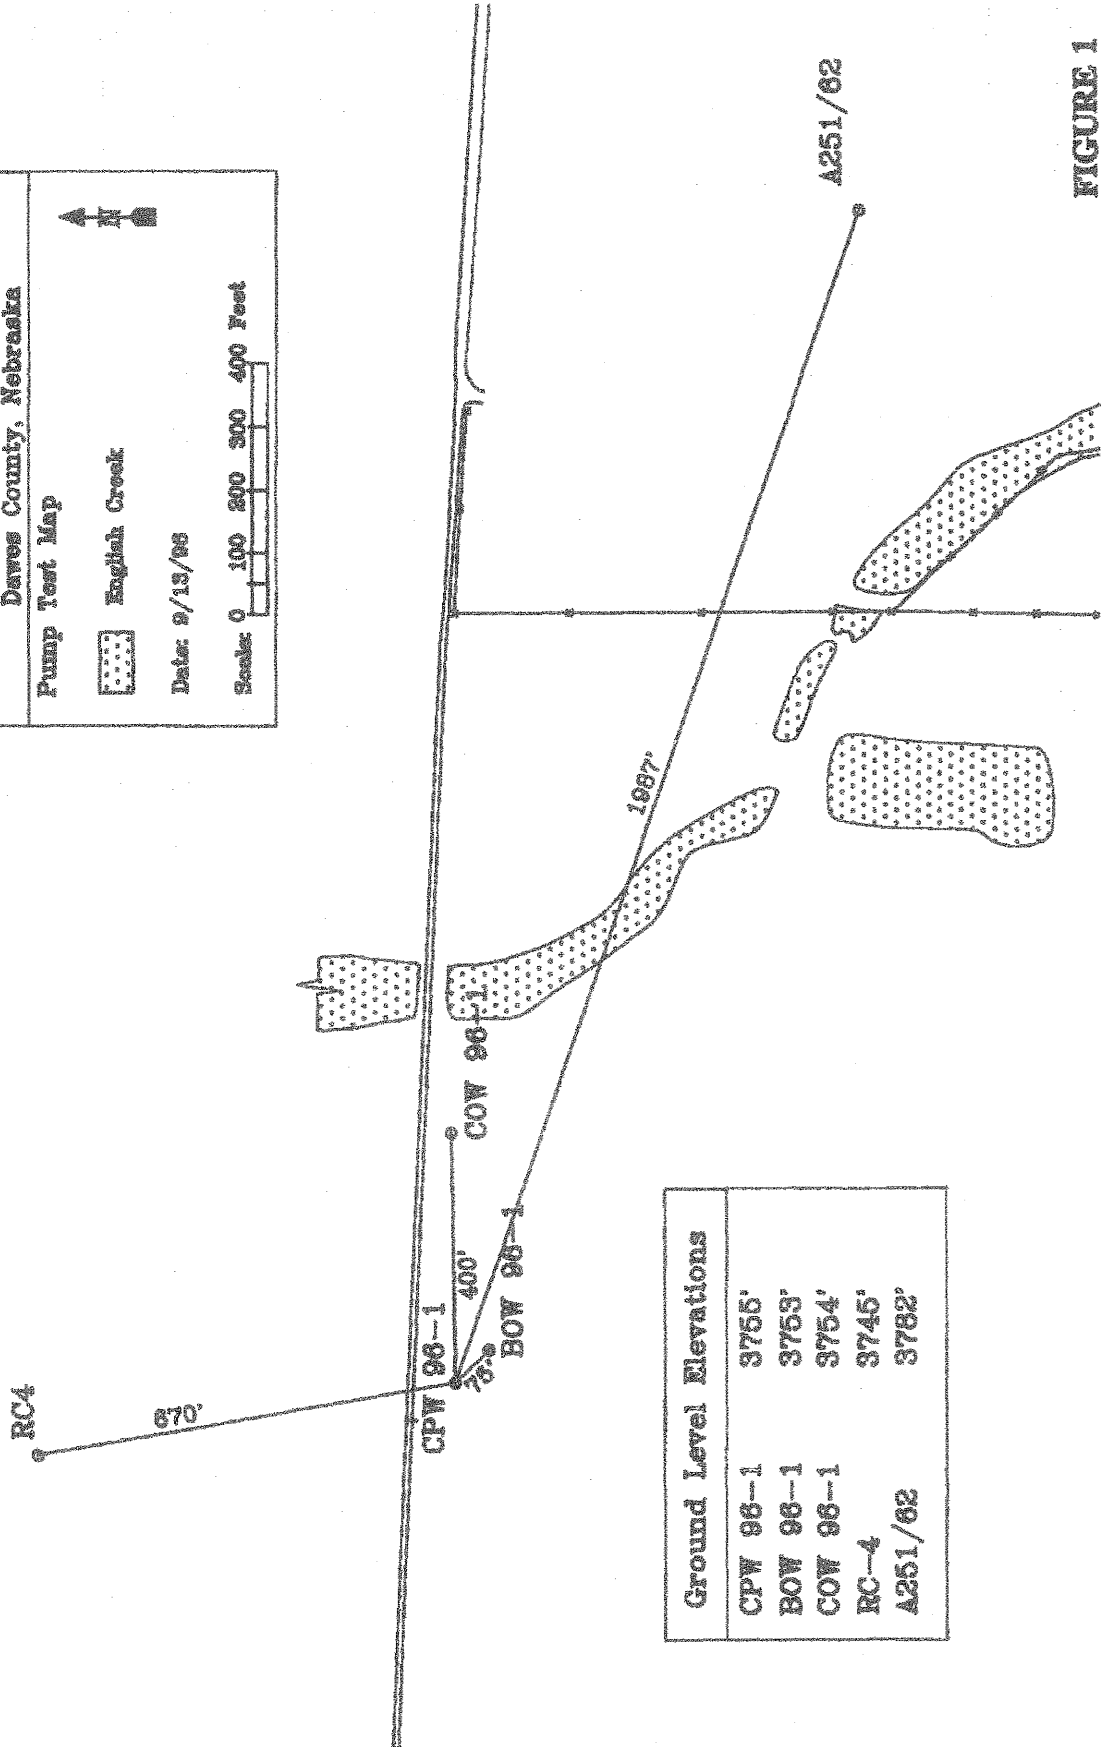 Dawes County, Nebraska
Pump Test Map
English Creek
Date: 9/13/96
N
Scale: 0 100 200 300 400 Feet
RC4
670'
CPW 96-1
400'
75'
BOW 96-1
COW 96-1
1967'
A251/62
Ground Level Elevations
CPW 96-1 3755'
BOW 96-1 3753'
COW 96-1 3754'
RC-4 3745'
A251/62 3782'
FIGURE 1